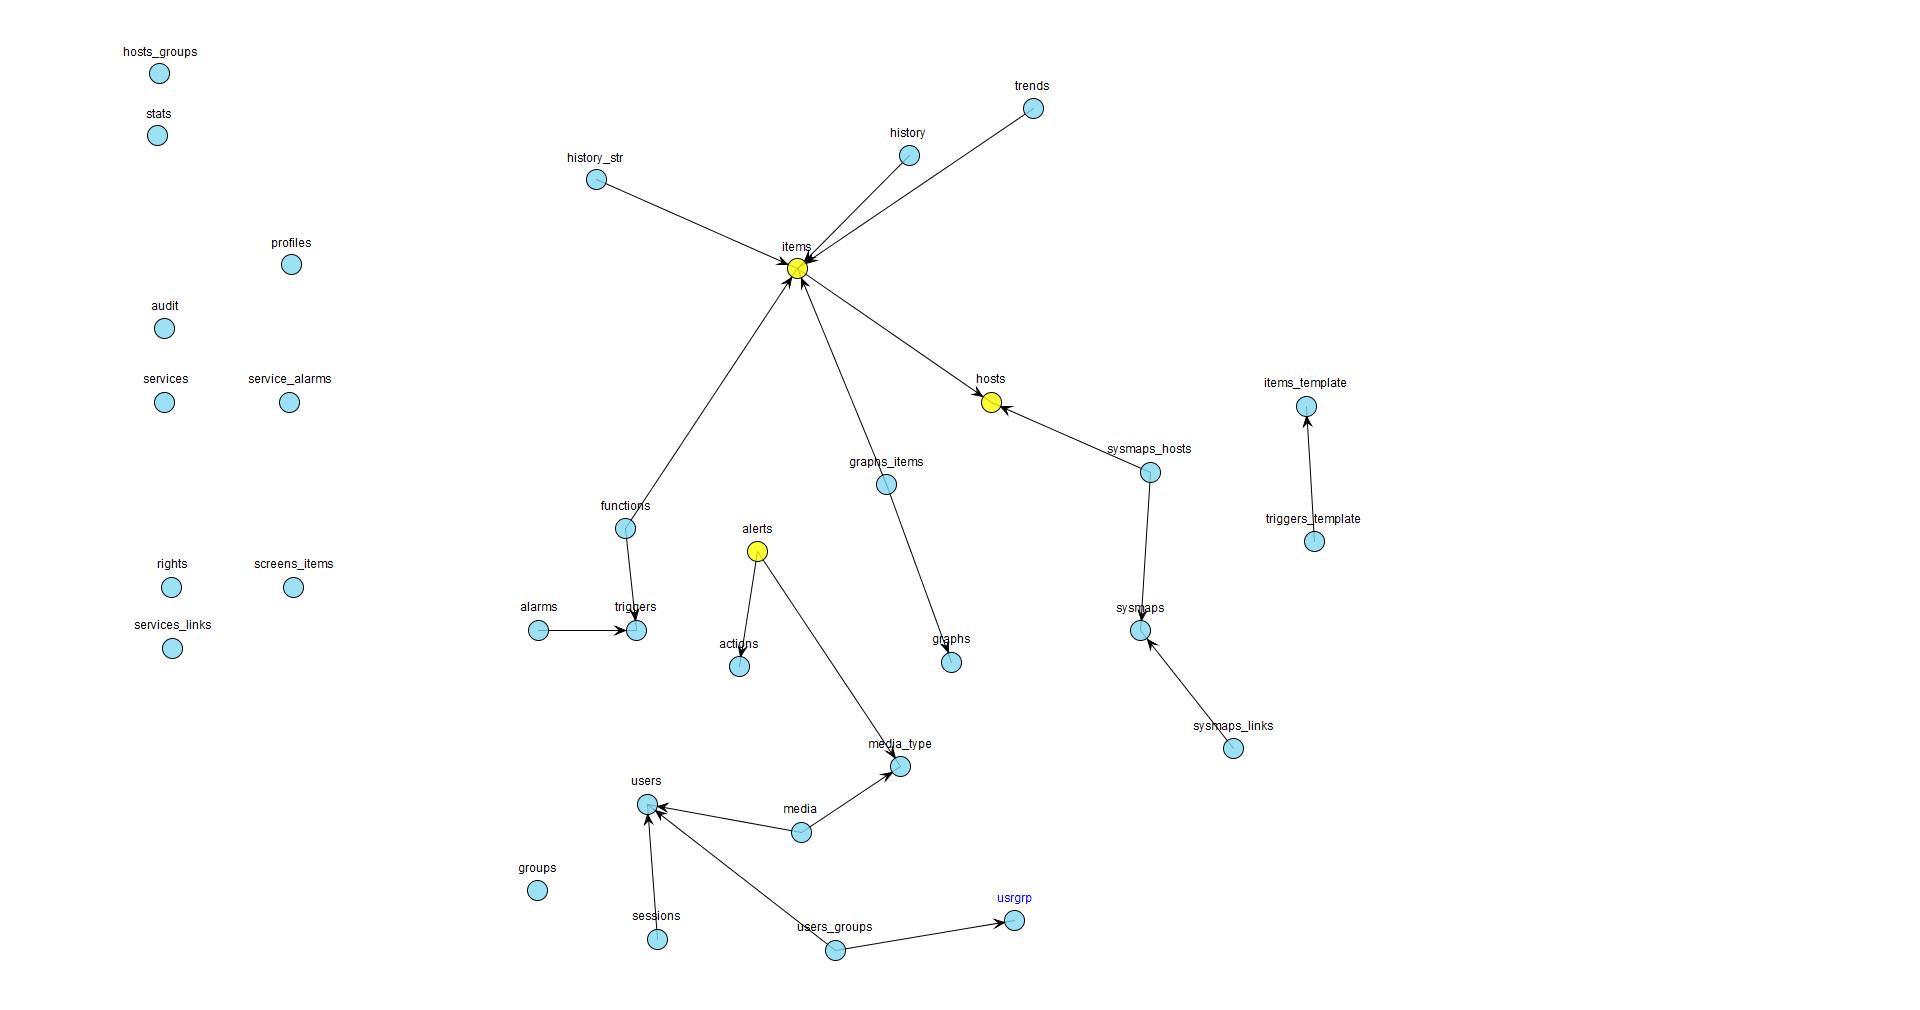 hosts_groups
stats
trends
history
history_str
profiles
items
audit
services
service_alarms
hosts
items_template
sysmaps_hosts
graphs_items
functions
triggers_template
alerts
rights
screens_items
alarms
triggers
sysmaps
services_links
actions
graphs
sysmaps_links
media_type
users
media
groups
usrgrp
sessions
users_groups